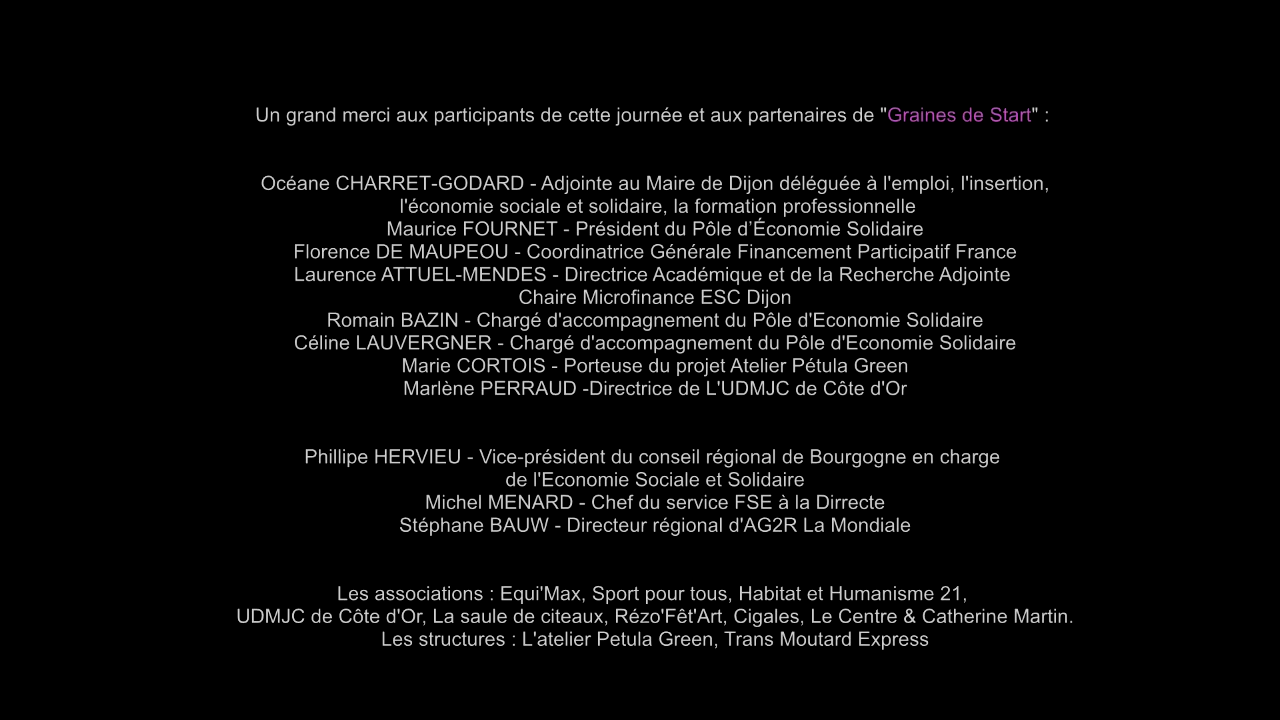 Un grand merci aux participants de cette journée et aux partenaires de "Graines de Start" :
Océane CHARRET-GODARD - Adjointe au Maire de Dijon déléguée à l'emploi, l'insertion,
l'économie sociale et solidaire, la formation professionnelle
Maurice FOURNET - Président du Pôle d’Économie Solidaire
Florence DE MAUPEOU - Coordinatrice Générale Financement Participatif France
Laurence ATTUEL-MENDES - Directrice Académique et de la Recherche Adjointe
Chaire Microfinance ESC Dijon
Romain BAZIN - Chargé d'accompagnement du Pôle d'Economie Solidaire
Céline LAUVERGNER - Chargé d'accompagnement du Pôle d'Economie Solidaire
Marie CORTOIS - Porteuse du projet Atelier Pétula Green
Marlène PERRAUD -Directrice de L'UDMJC de Côte d'Or
Phillipe HERVIEU - Vice-président du conseil régional de Bourgogne en charge
de l'Economie Sociale et Solidaire
Michel MENARD - Chef du service FSE à la Dirrecte
Stéphane BAUW - Directeur régional d'AG2R La Mondiale
Les associations : Equi'Max, Sport pour tous, Habitat et Humanisme 21,
UDMJC de Côte d'Or, La saule de citeaux, Rézo'Fêt'Art, Cigales, Le Centre & Catherine Martin.
Les structures : L'atelier Petula Green, Trans Moutard Express